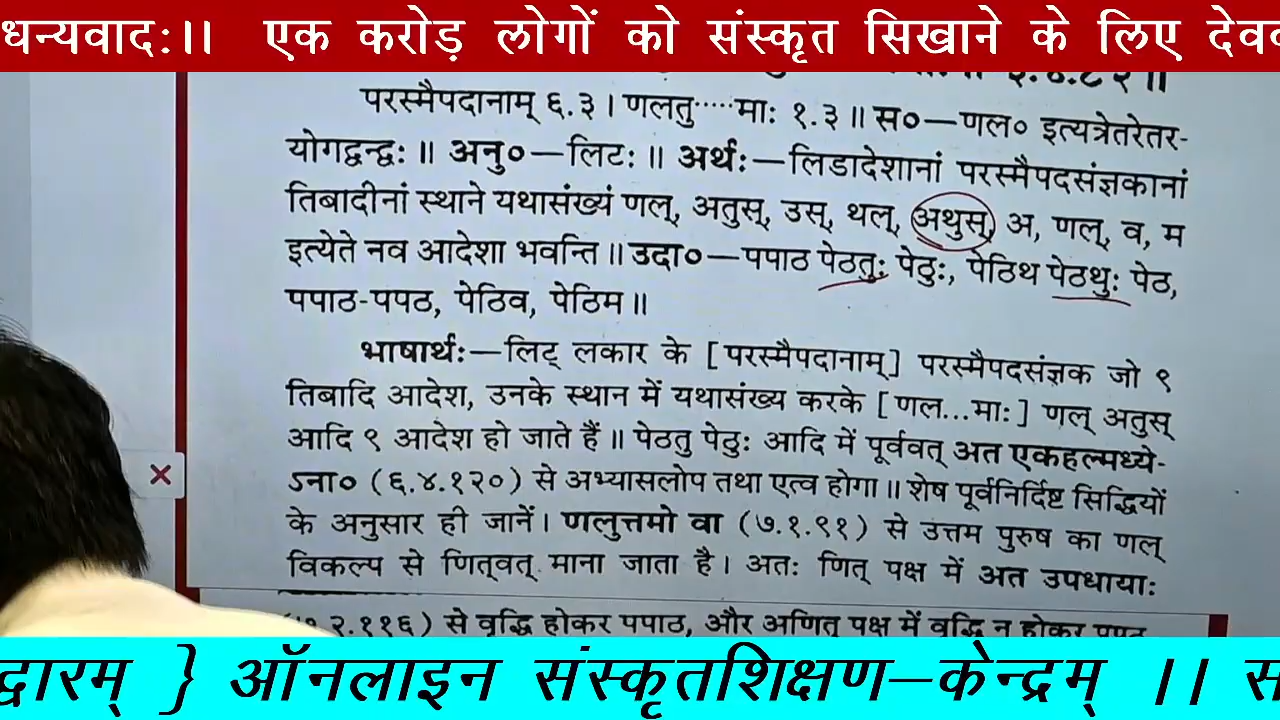 धन्यवादः।। एक करोड़ लोगों को संस्कृत सिखाने के लिए
परस्मैपदानाम् ६.३। णलतु·····माः १.३॥ स०—णल० इत्यत्रेतरेतर-
योगद्वन्द्वः॥ अनु०—लिटः॥ अर्थः—लिडादेशानां परस्मैपदसंज्ञकानां
तिबादीनां स्थाने यथासंख्यं णल्, अतुस्, उस्, थल्, अथुस्, अ, णल्, व, म
इत्येते नव आदेशा भवन्ति॥ उदा०—पपाठ पेठतुः पेठुः, पेठिथ पेठथुः पेठ,
पपाठ-पपठ, पेठिव, पेठिम॥
भाषार्थः—लिट् लकार के [परस्मैपदानाम्] परस्मैपदसंज्ञक जो ९
तिबादि आदेश, उनके स्थान में यथासंख्य करके [णल...माः] णल् अतुस्
आदि ९ आदेश हो जाते हैं॥ पेठतु पेठुः आदि में पूर्ववत् अत एकहल्मध्ये-
ऽना० (६.४.१२०) से अभ्यासलोप तथा एत्व होगा॥ शेष पूर्वनिर्दिष्ट सिद्धियों
के अनुसार ही जानें। णलुत्तमो वा (७.१.९१) से उत्तम पुरुष का णल्
विकल्प से णित्‌वत् माना जाता है। अतः णित् पक्ष में अत उपधायाः
से वृद्धि होकर पपाठ, और अणित् पक्ष में वृद्धि न होकर
द्वारम् } ऑनलाइन संस्कृतशिक्षण–केन्द्रम् ।।